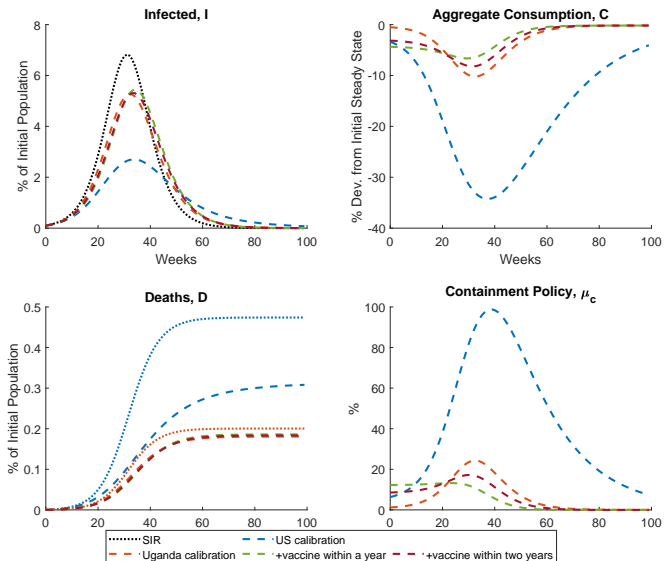 Infected, I
% of Initial Population
8
6
4
2
0
0 20 40 60 80 100
Weeks
Aggregate Consumption, C
% Dev. from Initial Steady State
0
-10
-20
-30
-40
0 20 40 60 80 100
Weeks
Deaths, D
% of Initial Population
0.5
0.4
0.3
0.2
0.1
0
0 20 40 60 80 100
Containment Policy, μc
%
100
80
60
40
20
0
0 20 40 60 80 100
SIR US calibration
Uganda calibration +vaccine within a year +vaccine within two years